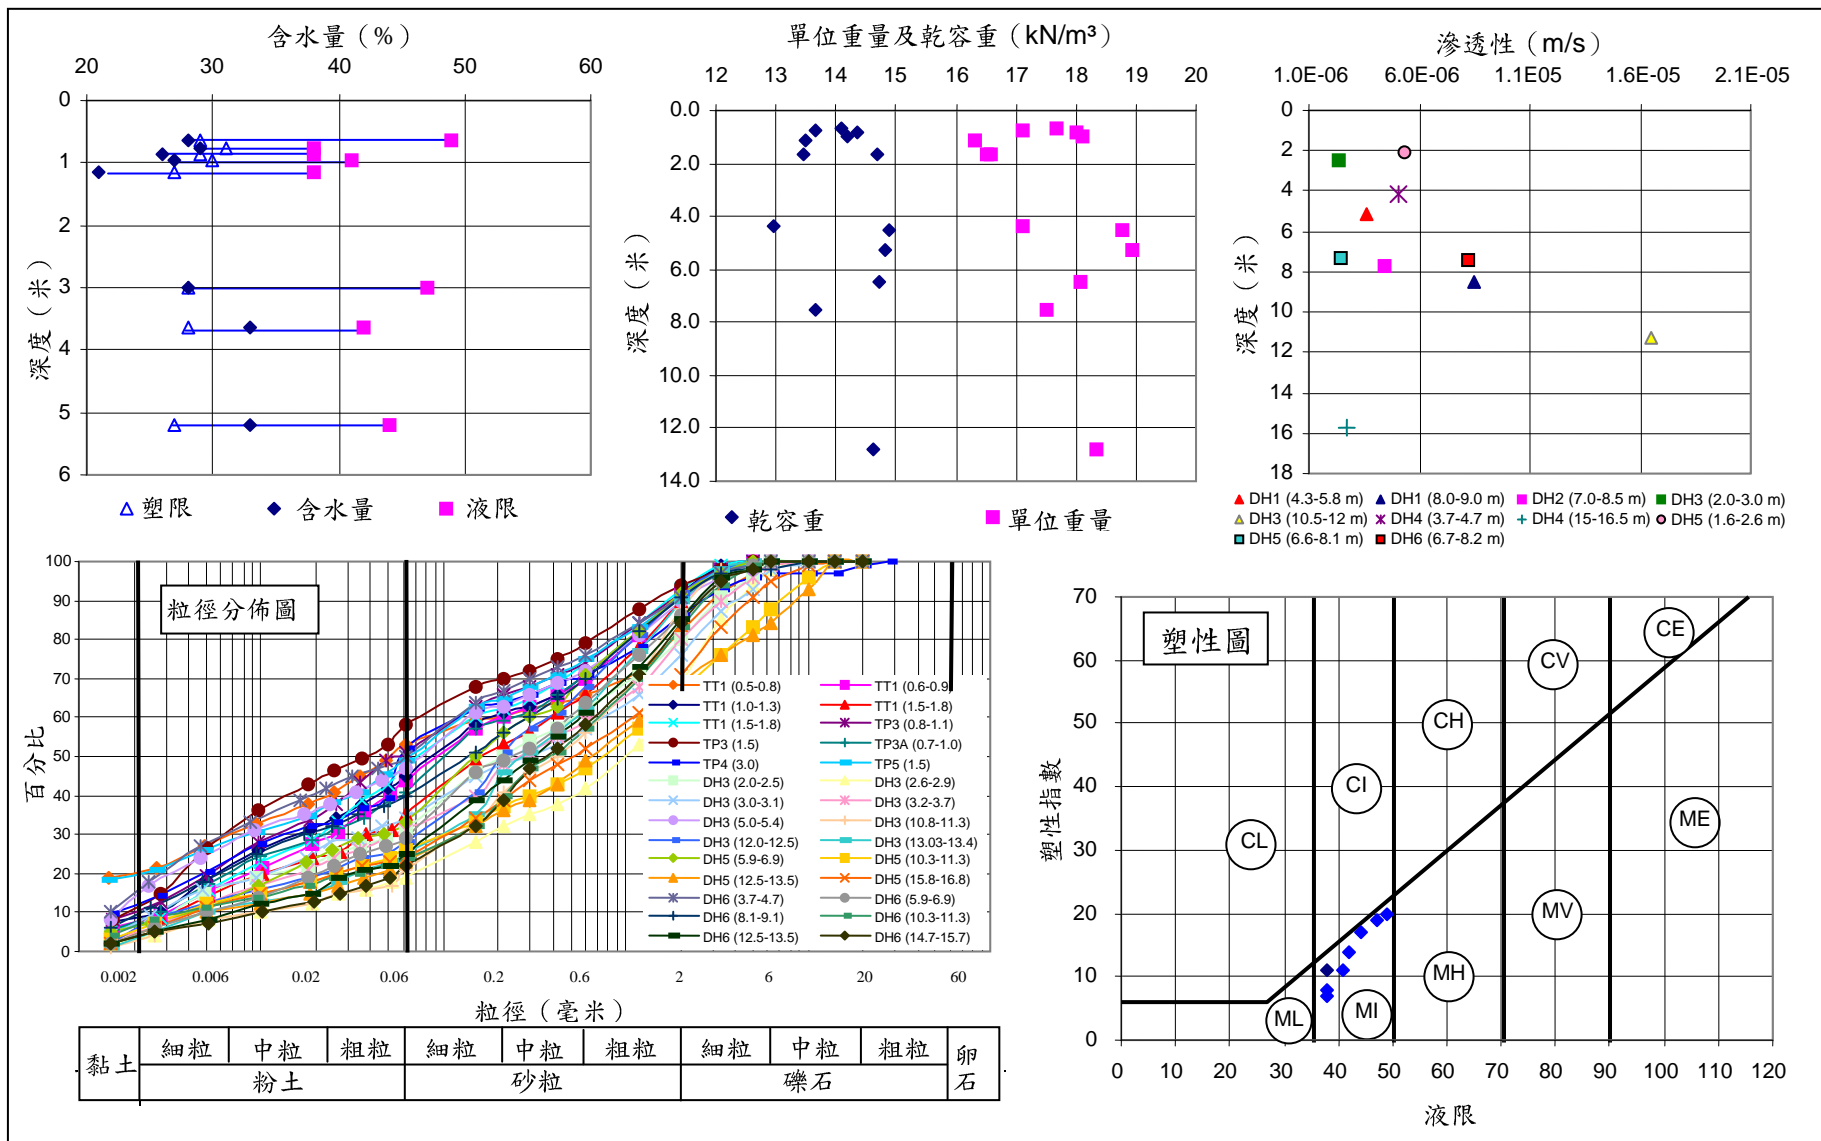 含水量（%）
20 30 40 50 60
0
1
2
3
4
5
6
深度（米）
塑限 含水量 液限
單位重量及乾容重（kN/m³）
12 13 14 15 16 17 18 19 20
0.0
2.0
4.0
6.0
8.0
10.0
12.0
14.0
深度（米）
乾容重 單位重量
滲透性（m/s）
1.0E-06 6.0E-06 1.1E-05 1.6E-05 2.1E-05
0
2
4
6
8
10
12
14
16
18
深度（米）
DH1 (4.3-5.8 m) DH1 (8.0-9.0 m) DH2 (7.0-8.5 m) DH3 (2.0-3.0 m)
DH3 (10.5-12 m) DH4 (3.7-4.7 m) DH4 (15-16.5 m) DH5 (1.6-2.6 m)
DH5 (6.6-8.1 m) DH6 (6.7-8.2 m)
粒徑分佈圖
100
90
80
70
60
50
40
30
20
10
0
百分比
TT1 (0.5-0.8) TT1 (0.6-0.9
TT1 (1.0-1.3) TT1 (1.5-1.8)
TT1 (1.5-1.8) TP3 (0.8-1.1)
TP3 (1.5) TP3A (0.7-1.0)
TP4 (3.0) TP5 (1.5)
DH3 (2.0-2.5) DH3 (2.6-2.9)
DH3 (3.0-3.1) DH3 (3.2-3.7)
DH3 (5.0-5.4) DH3 (10.8-11.3)
DH3 (12.0-12.5) DH3 (13.03-13.4)
DH5 (5.9-6.9) DH5 (10.3-11.3)
DH5 (12.5-13.5) DH5 (15.8-16.8)
DH6 (3.7-4.7) DH6 (5.9-6.9)
DH6 (8.1-9.1) DH6 (10.3-11.3)
DH6 (12.5-13.5) DH6 (14.7-15.7)
0.002 0.006 0.02 0.06 0.2 0.6 2 6 20 60
粒徑（毫米）
黏土 細粒 中粒 粗粒 細粒 中粒 粗粒 細粒 中粒 粗粒 卵石
粉土 砂粒 礫石
塑性圖
70
60
50
40
30
20
10
0
塑性指數
CL CI CH CV CE
ML MI MH MV ME
0 10 20 30 40 50 60 70 80 90 100 110 120
液限